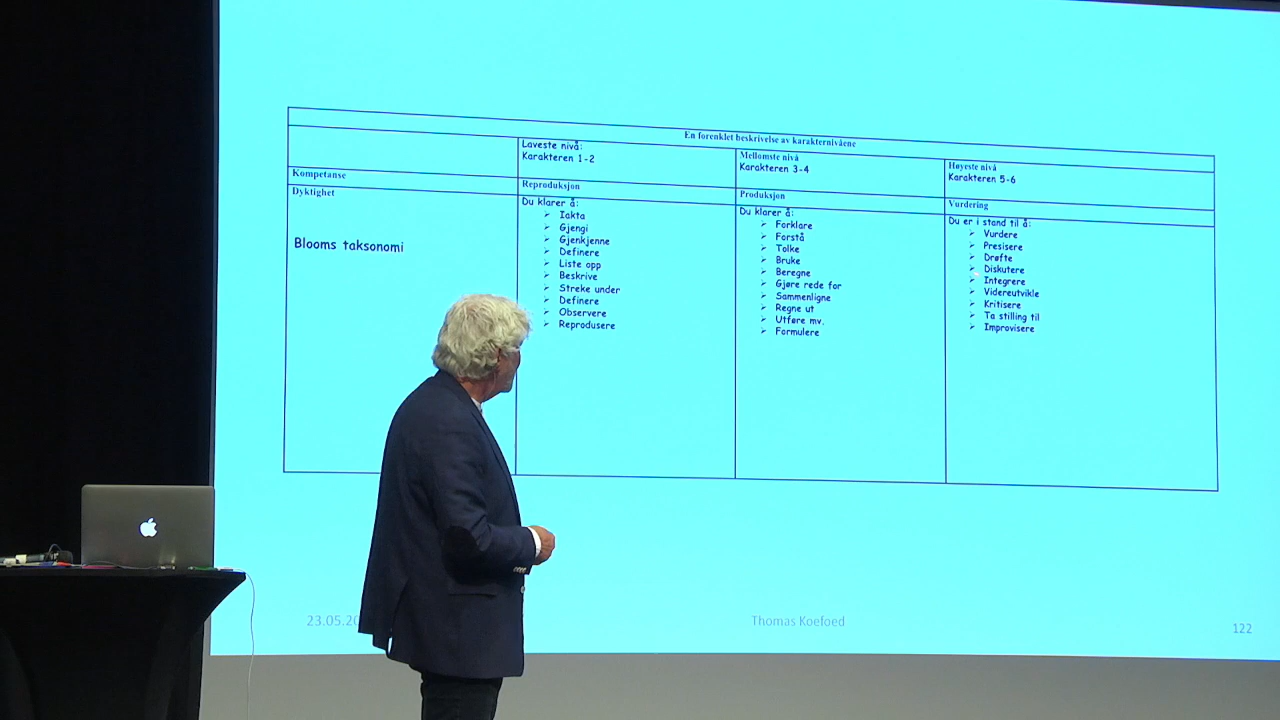 En forenklet beskrivelse av karakternivåene
Laveste nivå:
Karakteren 1-2
Mellomste nivå
Karakteren 3-4
Høyeste nivå
Karakteren 5-6
Kompetanse
Reproduksjon
Produksjon
Vurdering
Dyktighet
Blooms taksonomi
Du klarer å:
Iakta
Gjengi
Gjenkjenne
Definere
Liste opp
Beskrive
Streke under
Definere
Observere
Reprodusere
Du klarer å:
Forklare
Forstå
Tolke
Bruke
Beregne
Gjøre rede for
Sammenligne
Regne ut
Utføre mv.
Formulere
Du er i stand til å:
Vurdere
Presisere
Drøfte
Diskutere
Integrere
Videreutvikle
Kritisere
Ta stilling til
Improvisere
23.05.20
Thomas Koefoed
122